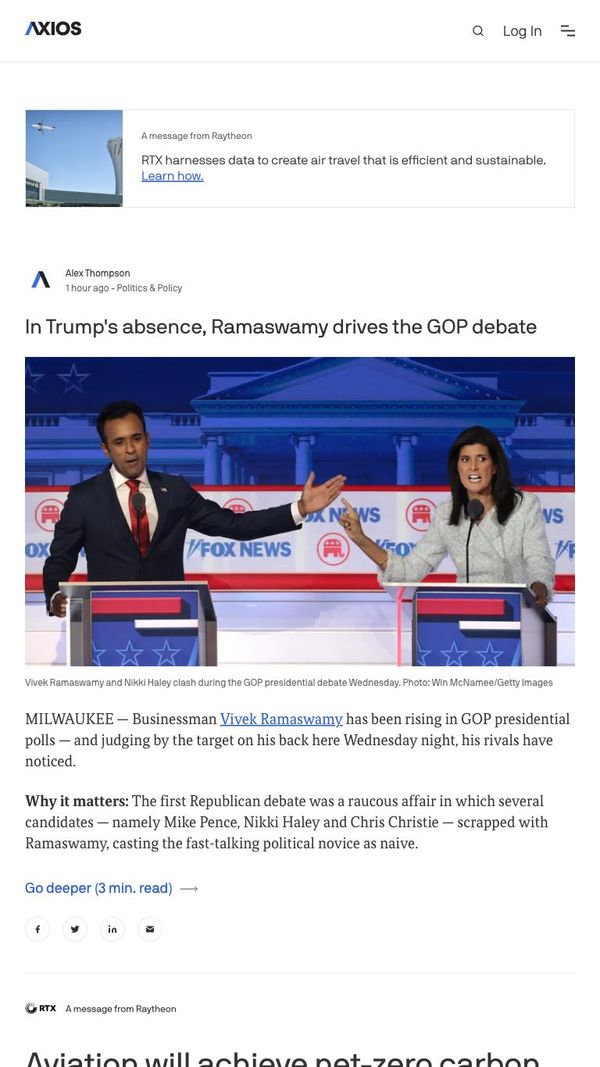 AXIOS
Log In
A message from Raytheon
RTX harnesses data to create air travel that is efficient and sustainable.
Learn how.
Alex Thompson
1 hour ago - Politics & Policy
In Trump's absence, Ramaswamy drives the GOP debate
FOX NEWS
Vivek Ramaswamy and Nikki Haley clash during the GOP presidential debate Wednesday. Photo: Win McNamee/Getty Images
MILWAUKEE — Businessman Vivek Ramaswamy has been rising in GOP presidential
polls — and judging by the target on his back here Wednesday night, his rivals have
noticed.
Why it matters: The first Republican debate was a raucous affair in which several
candidates — namely Mike Pence, Nikki Haley and Chris Christie — scrapped with
Ramaswamy, casting the fast-talking political novice as naive.
Go deeper (3 min. read)
RTX A message from Raytheon
Aviation will achieve net-zero carbon